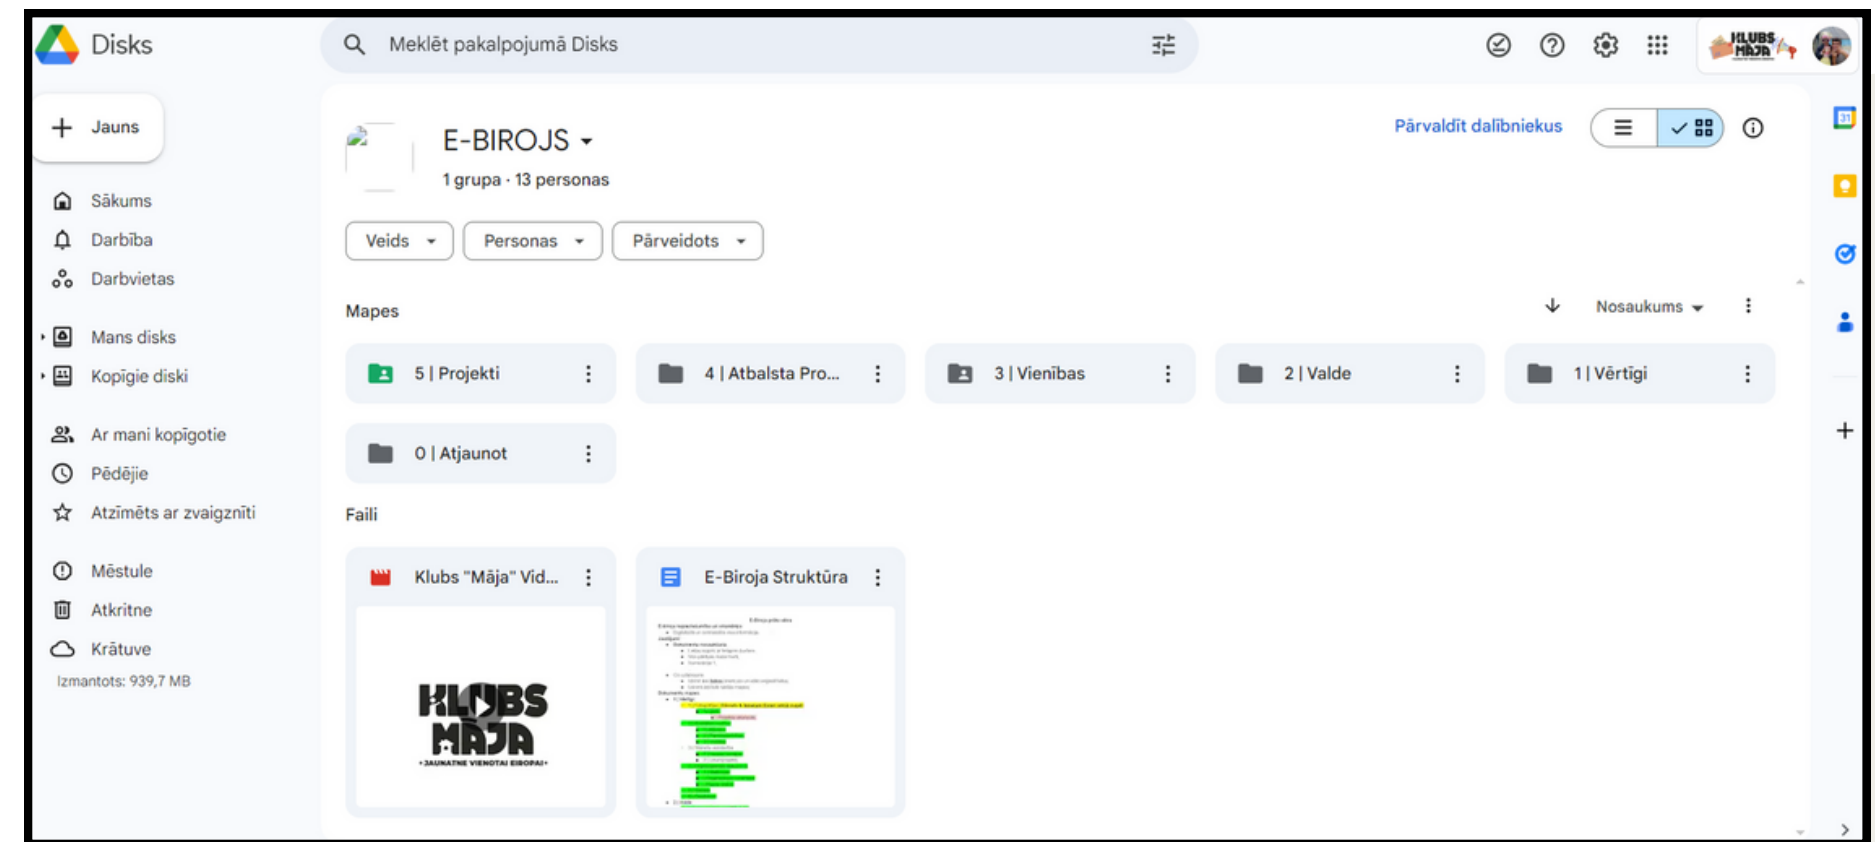 Disks
Meklēt pakalpojumā Disks
KLUBS
MĀJA
Jauns
Sākums
Darbība
Darbvietas
Mans disks
Kopīgie diski
Ar mani kopīgotie
Pēdējie
Atzīmēts ar zvaigznīti
Mēstule
Atkritne
Krātuve
Izmantots: 939,7 MB
E-BIROJS
1 grupa · 13 personas
Pārvaldīt dalībniekus
Veids
Personas
Pārveidots
Mapes
Nosaukums
5 | Projekti
4 | Atbalsta Pro...
3 | Vienības
2 | Valde
1 | Vērtīgi
0 | Atjaunot
Faili
Klubs "Māja" Vid...
E-Biroja Struktūra
KLUBS
MĀJA
JAUNATNE VIENOTAI EIROPAI
31